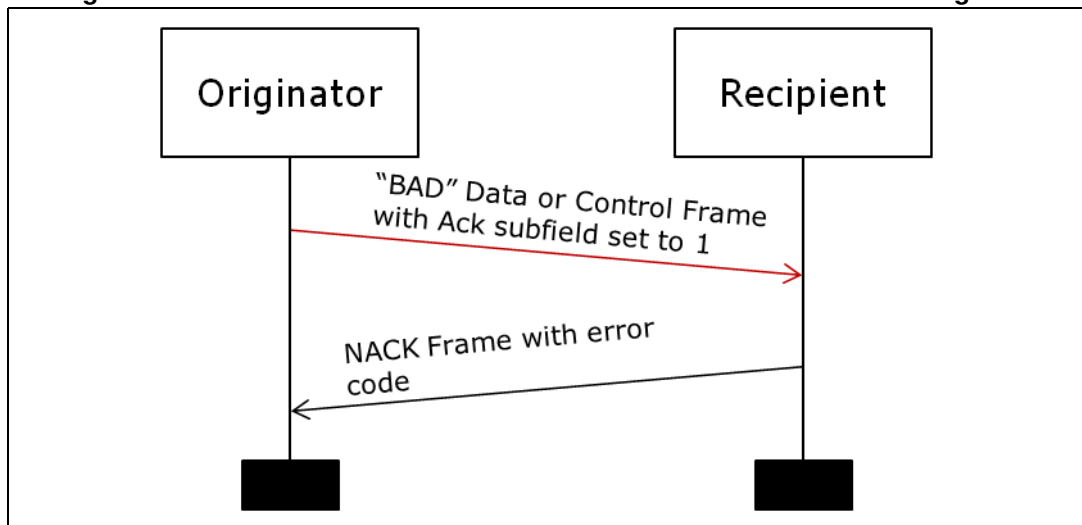 Originator
Recipient
“BAD” Data or Control Frame
with Ack subfield set to 1
NACK Frame with error
code